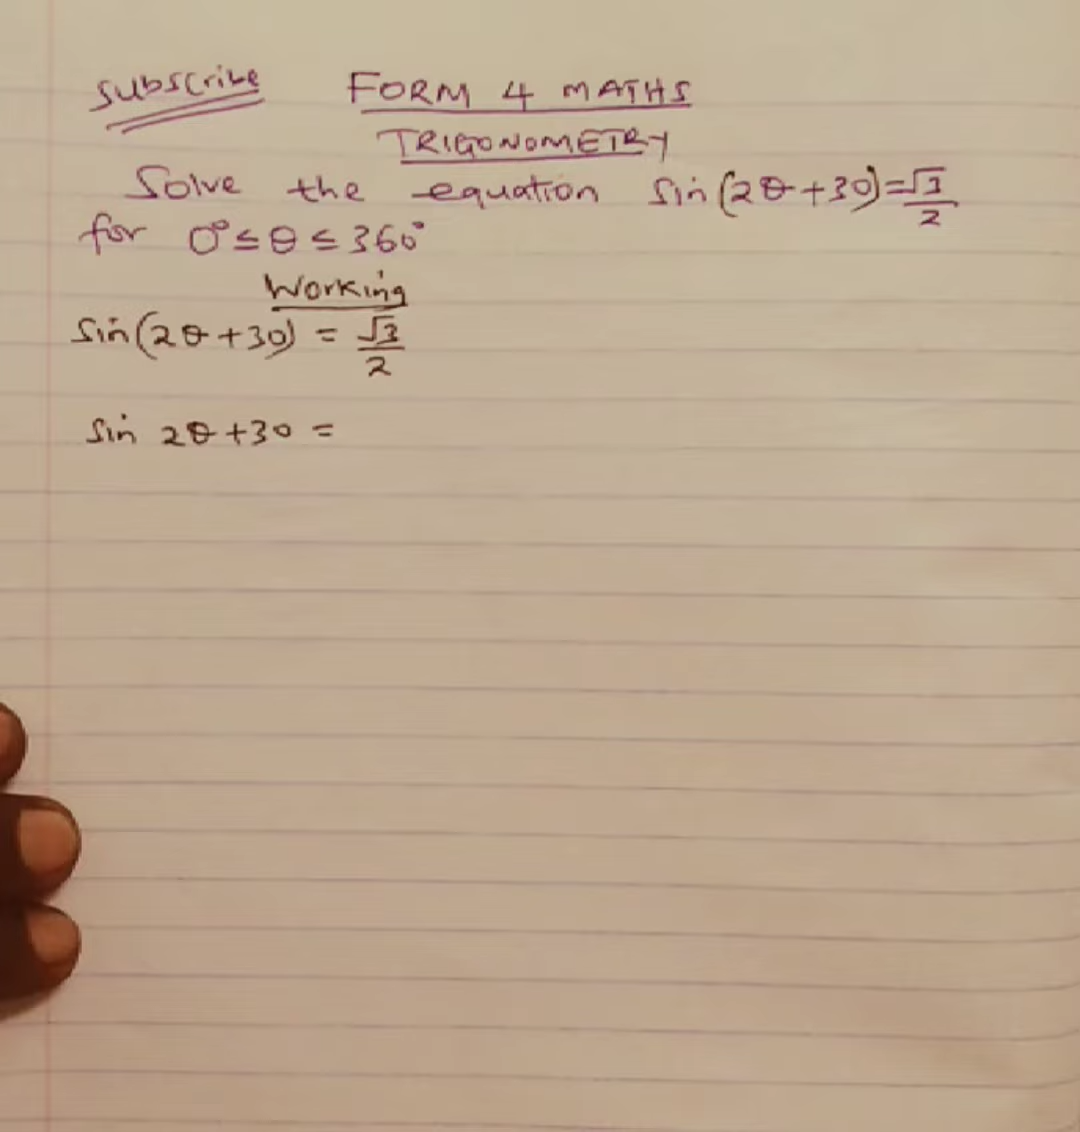 Subscribe FORM 4 MATHS
TRIGONOMETRY
Solve the equation Sin(2θ+30)=√3/2
for 0°≤θ≤360°
Working
Sin(2θ+30) = √3/2
Sin 2θ+30 =